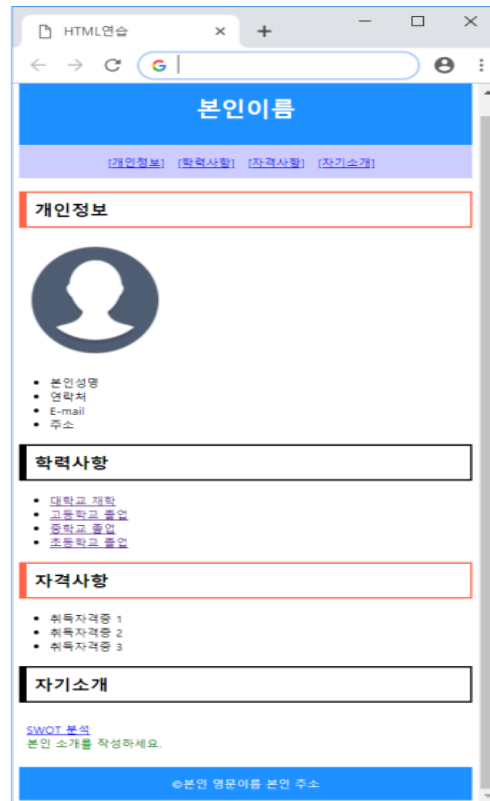 HTML연습
본인이름
[개인정보] [학력사항] [자격사항] [자기소개]
개인정보
본인성명
연락처
E-mail
주소
학력사항
대학교 재학
고등학교 졸업
중학교 졸업
초등학교 졸업
자격사항
취득자격증 1
취득자격증 2
취득자격증 3
자기소개
SWOT 분석
본인 소개를 작성하세요.
©본인 영문이름 본인 주소